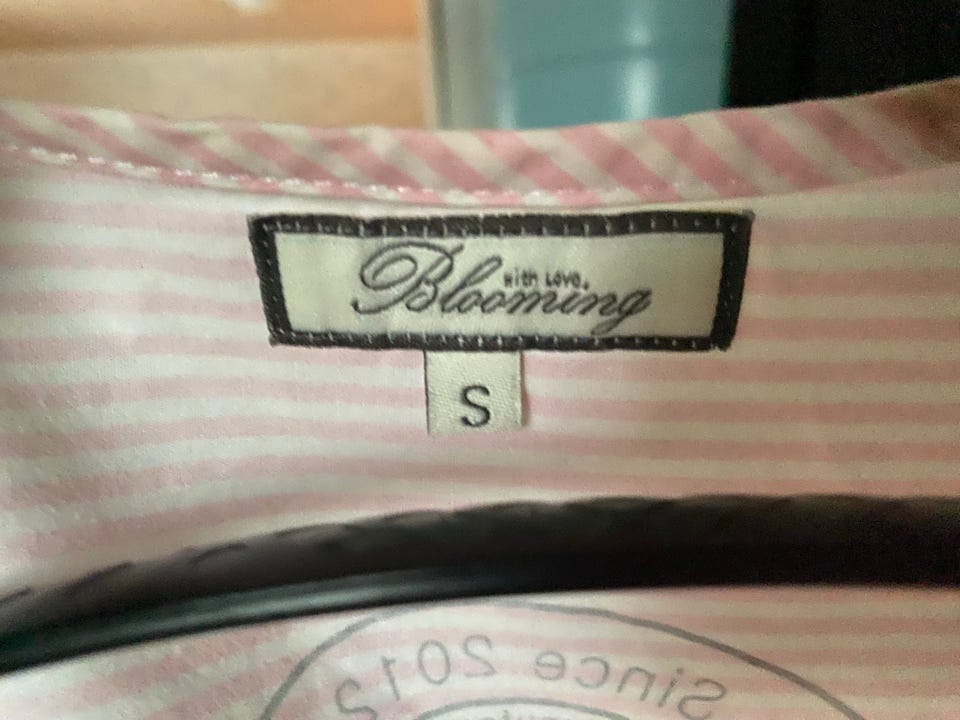 with Love.
Blooming
S
Since 2012